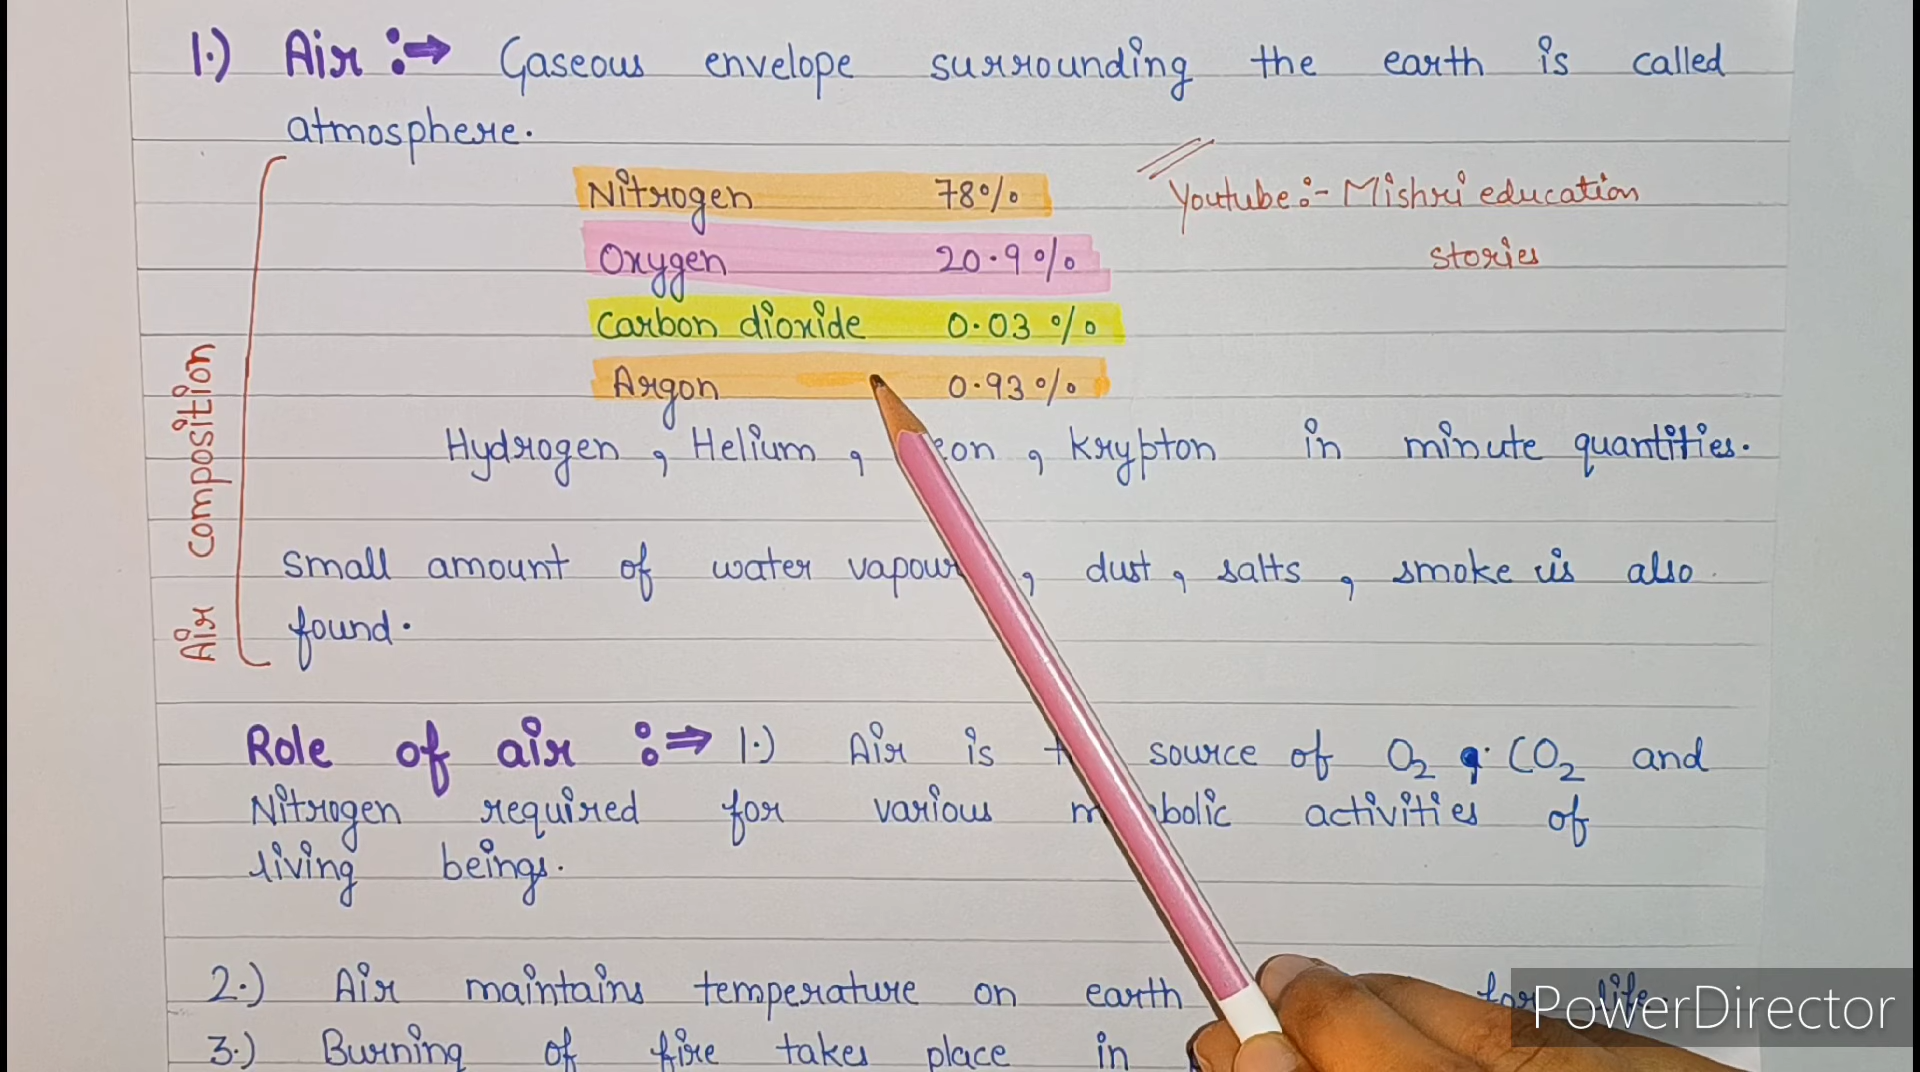 1.) Air :⇒ Gaseous envelope surrounding the earth is called
atmosphere.
Nitrogen 78%
Youtube :- Mishri education
Oxygen 20.9%
stories
Carbon dioxide 0.03%
Argon 0.93%
Hydrogen, Helium, eon, Krypton in minute quantities.
Air composition
small amount of water vapour, dust, salts, smoke is also
found.
Role of air :⇒ 1.) Air is source of O₂, CO₂ and
Nitrogen required for various bolic activities of
living beings.
2.) Air maintains temperature on earth for life.
3.) Burning of fire takes place in
PowerDirector